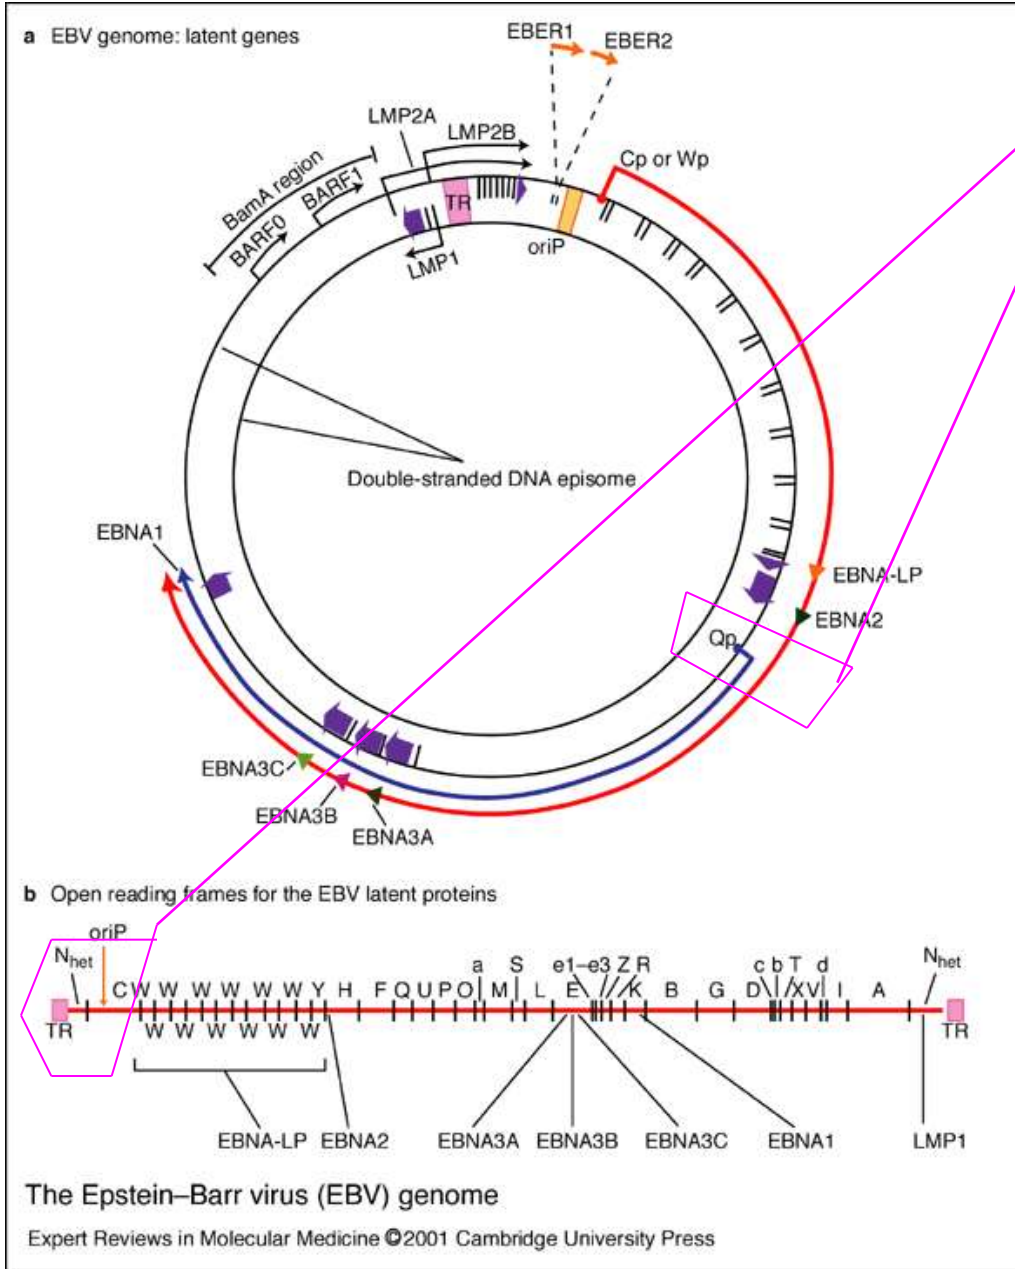 a EBV genome: latent genes
EBER1
EBER2
LMP2A
LMP2B
Cp or Wp
BamA region
BARF1
BARF0
TR
LMP1
oriP
Double-stranded DNA episome
EBNA1
EBNA-LP
EBNA2
Qp
EBNA3C
EBNA3B
EBNA3A
b Open reading frames for the EBV latent proteins
oriP
Nhet
a S e1–e3 Z R c b T d
Nhet
C W W W W W W W Y H F Q U P O M L E K B G D X V I A
TR
W W W W W W
TR
EBNA-LP EBNA2 EBNA3A EBNA3B EBNA3C EBNA1 LMP1
The Epstein–Barr virus (EBV) genome
Expert Reviews in Molecular Medicine ©2001 Cambridge University Press